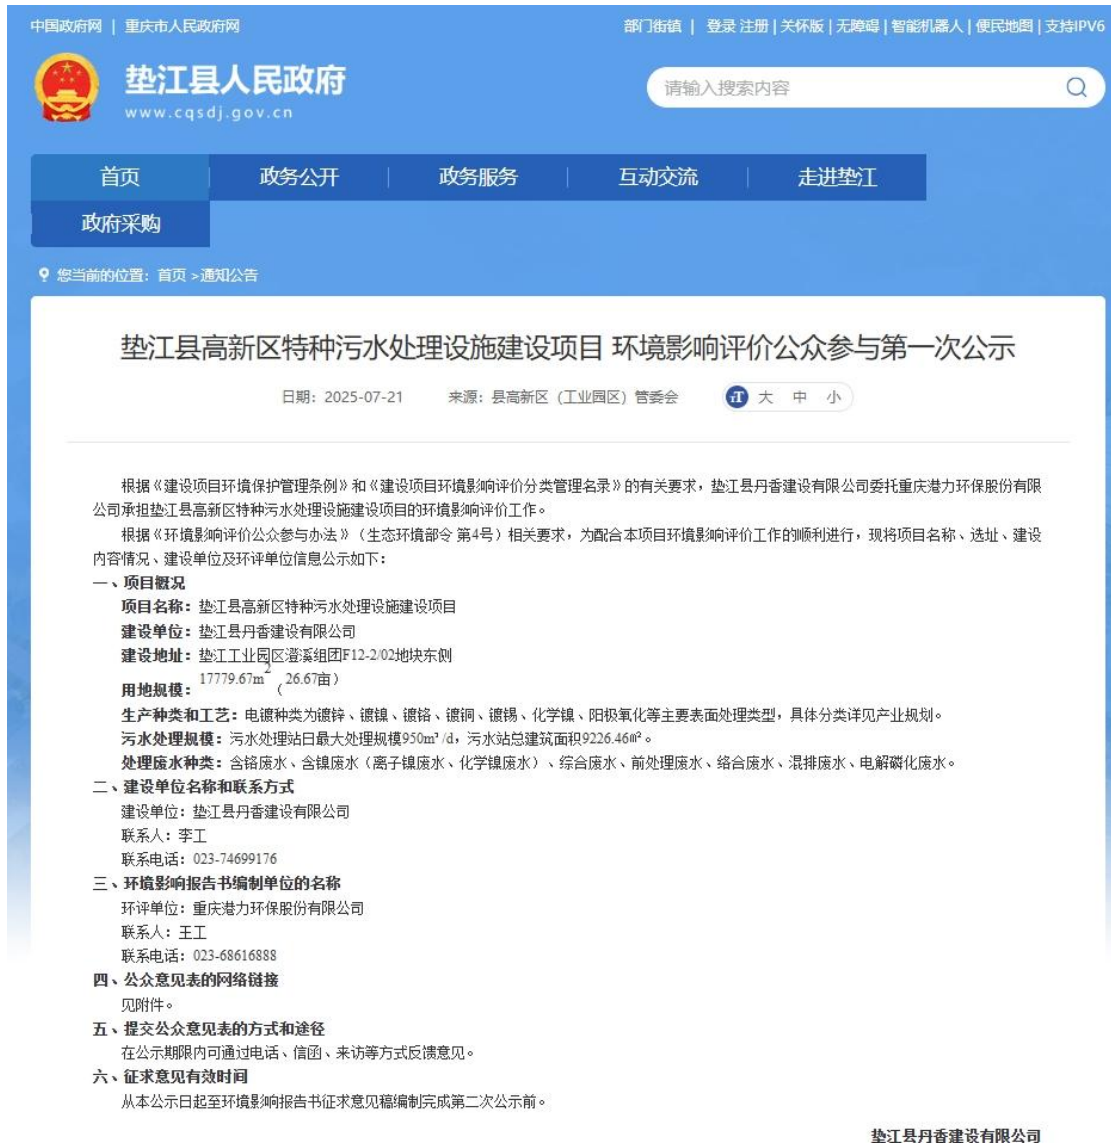 中国政府网 | 重庆市人民政府网
部门街镇 | 登录 注册 | 关怀版 | 无障碍 | 智能机器人 | 便民地图 | 支持IPV6
垫江县人民政府
www.cqsdj.gov.cn
请输入搜索内容
首页 政务公开 政务服务 互动交流 走进垫江
政府采购
您当前的位置：首页 >通知公告
垫江县高新区特种污水处理设施建设项目 环境影响评价公众参与第一次公示
日期：2025-07-21 来源：县高新区（工业园区）管委会 大 中 小
根据《建设项目环境保护管理条例》和《建设项目环境影响评价分类管理名录》的有关要求，垫江县丹香建设有限公司委托重庆港力环保股份有限
公司承担垫江县高新区特种污水处理设施建设项目的环境影响评价工作。
根据《环境影响评价公众参与办法》（生态环境部令 第4号）相关要求，为配合本项目环境影响评价工作的顺利进行，现将项目名称、选址、建设
内容情况、建设单位及环评单位信息公示如下：
一、项目概况
项目名称：垫江县高新区特种污水处理设施建设项目
建设单位：垫江县丹香建设有限公司
建设地址：垫江工业园区澄溪组团F12-2/02地块东侧
用地规模：17779.67m²（26.67亩）
生产种类和工艺：电镀种类为镀锌、镀镍、镀铬、镀铜、镀锡、化学镍、阳极氧化等主要表面处理类型，具体分类详见产业规划。
污水处理规模：污水处理站日最大处理规模950m³/d，污水站总建筑面积9226.46㎡。
处理废水种类：含铬废水、含镍废水（离子镍废水、化学镍废水）、综合废水、前处理废水、络合废水、混排废水、电解磷化废水。
二、建设单位名称和联系方式
建设单位：垫江县丹香建设有限公司
联系人：李工
联系电话：023-74699176
三、环境影响报告书编制单位的名称
环评单位：重庆港力环保股份有限公司
联系人：王工
联系电话：023-68616888
四、公众意见表的网络链接
见附件。
五、提交公众意见表的方式和途径
在公示期限内可通过电话、信函、来访等方式反馈意见。
六、征求意见有效时间
从本公示日起至环境影响报告书征求意见稿编制完成第二次公示前。
垫江县丹香建设有限公司